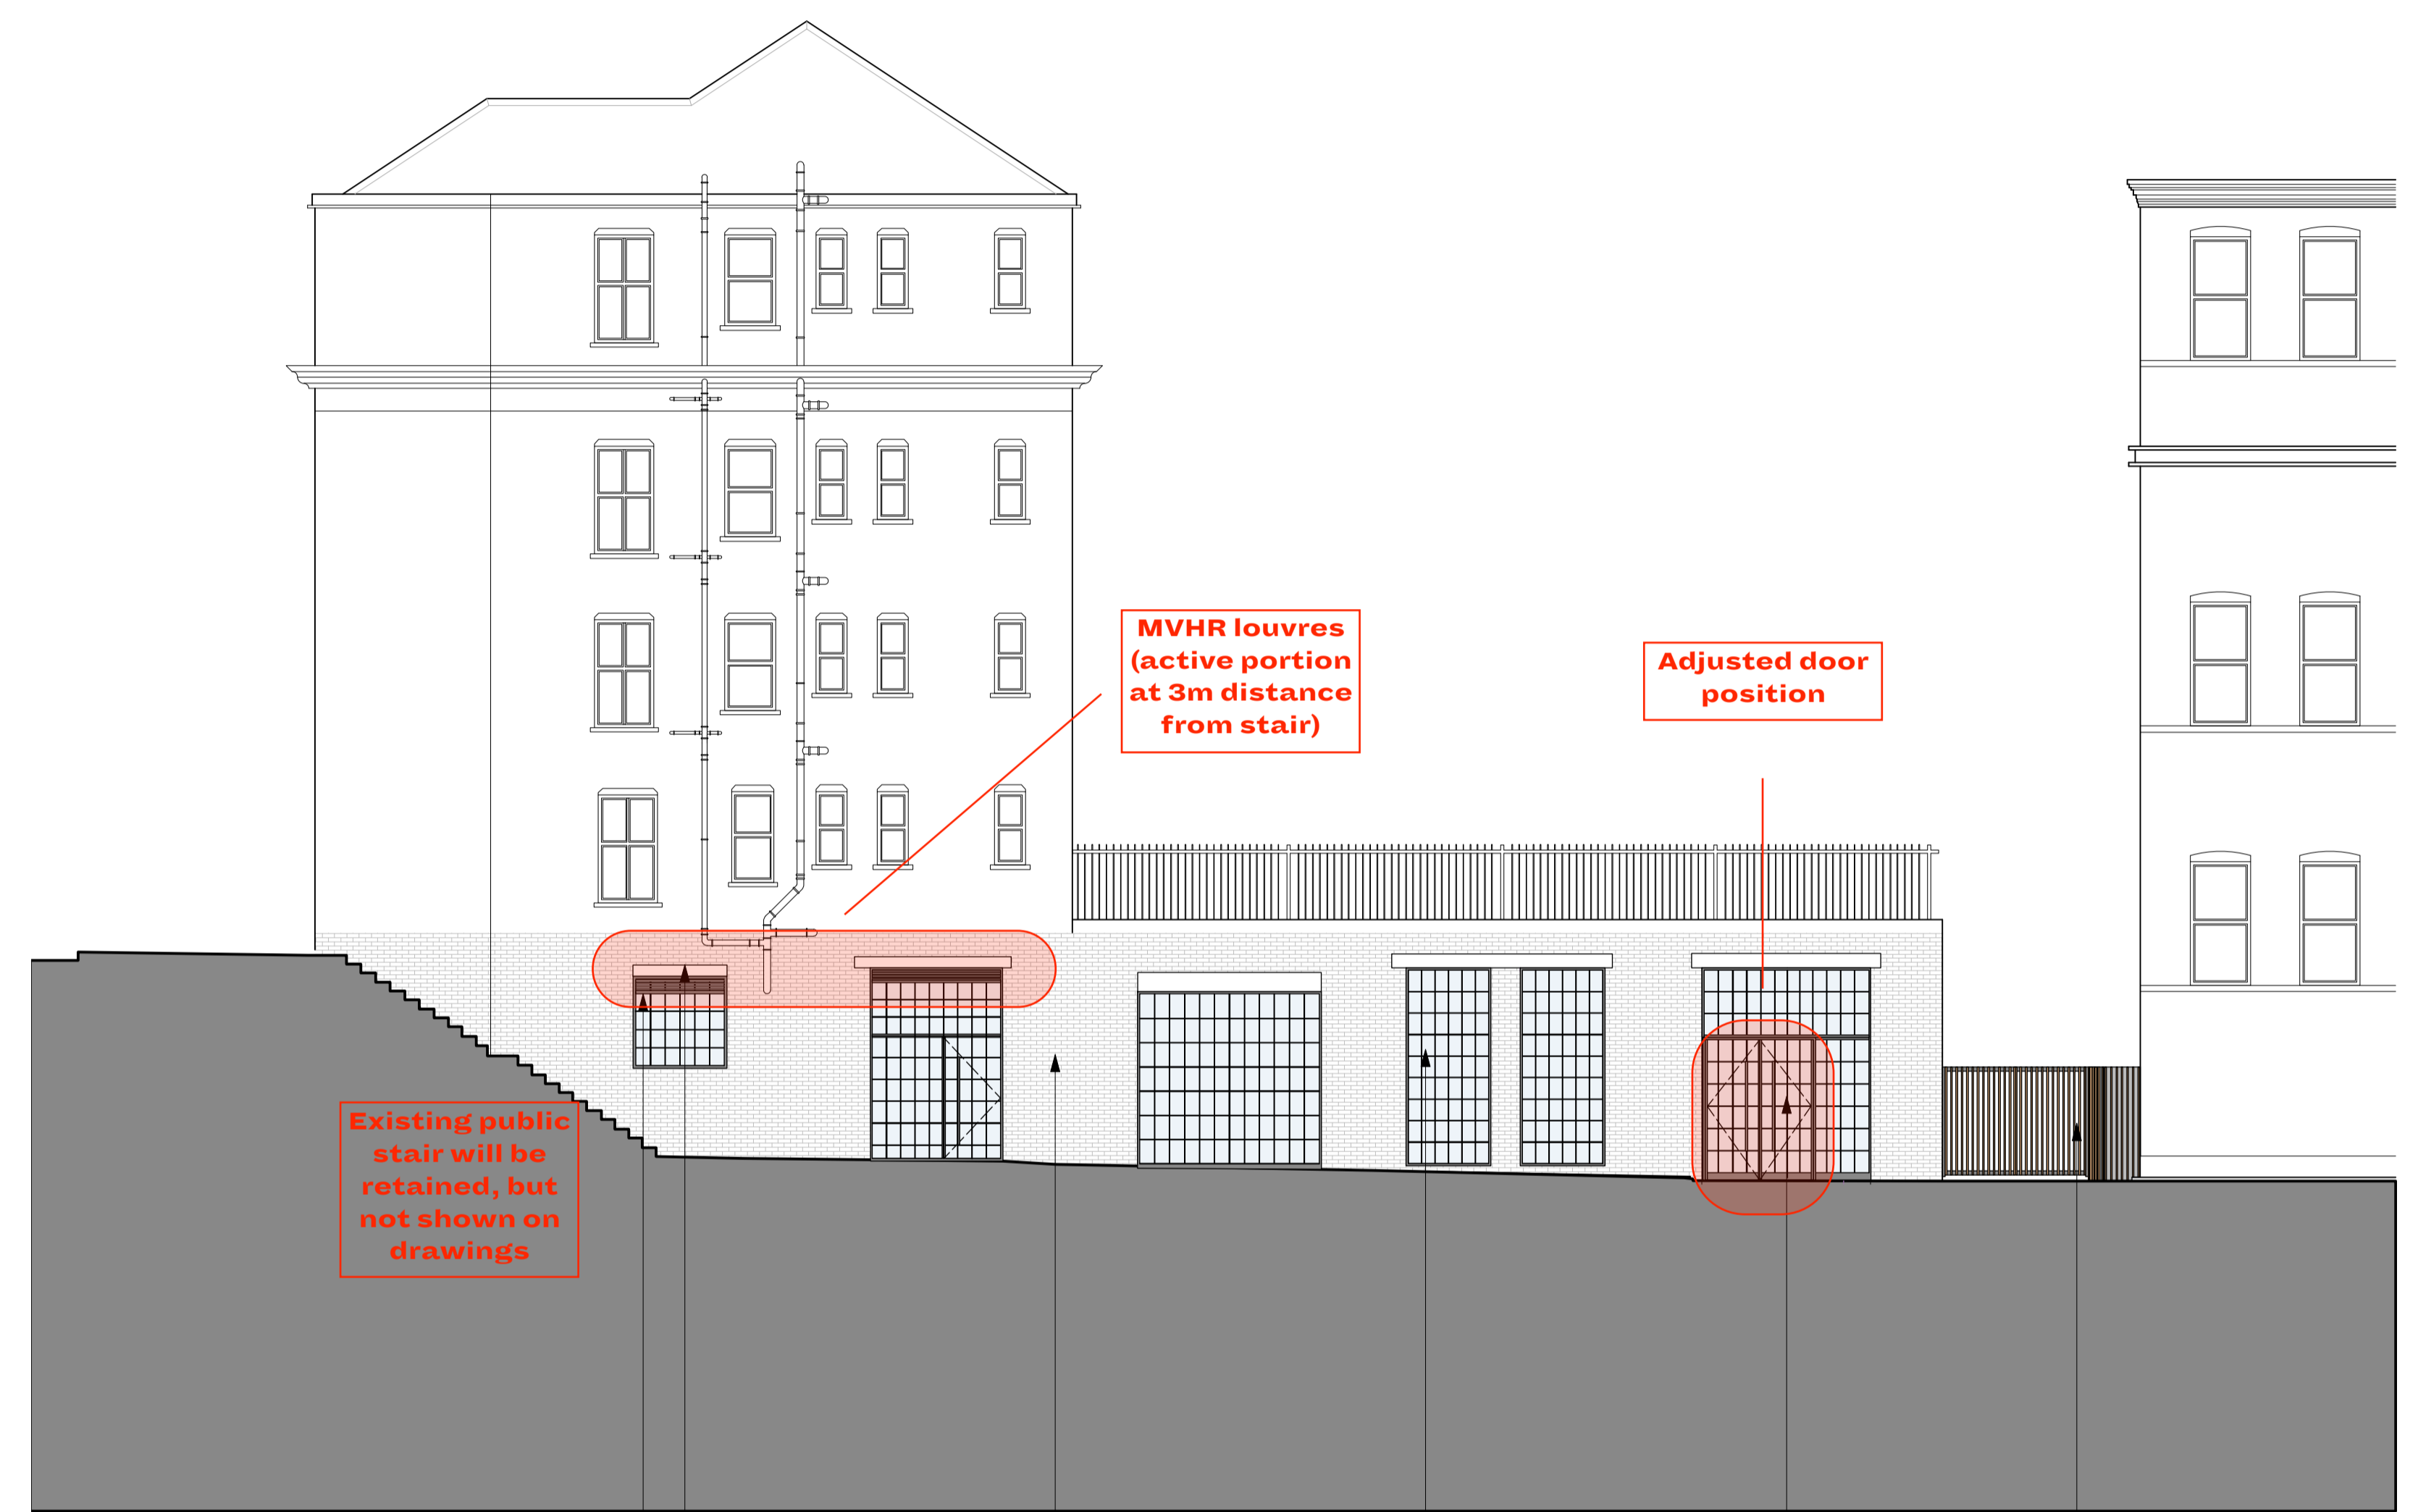 MVHR louvres
(active portion
at 3m distance
from stair)
Adjusted door
position
Existing public
stair will be
retained, but
not shown on
drawings